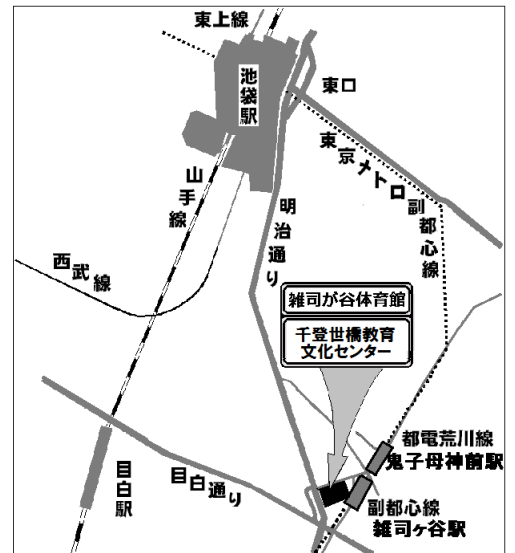 東上線
池袋駅
東口
東京メトロ副都心線
山手線
明治通り
西武線
雑司が谷体育館
千登世橋教育
文化センター
都電荒川線
鬼子母神前駅
目白駅
目白通り
副都心線
雑司ヶ谷駅